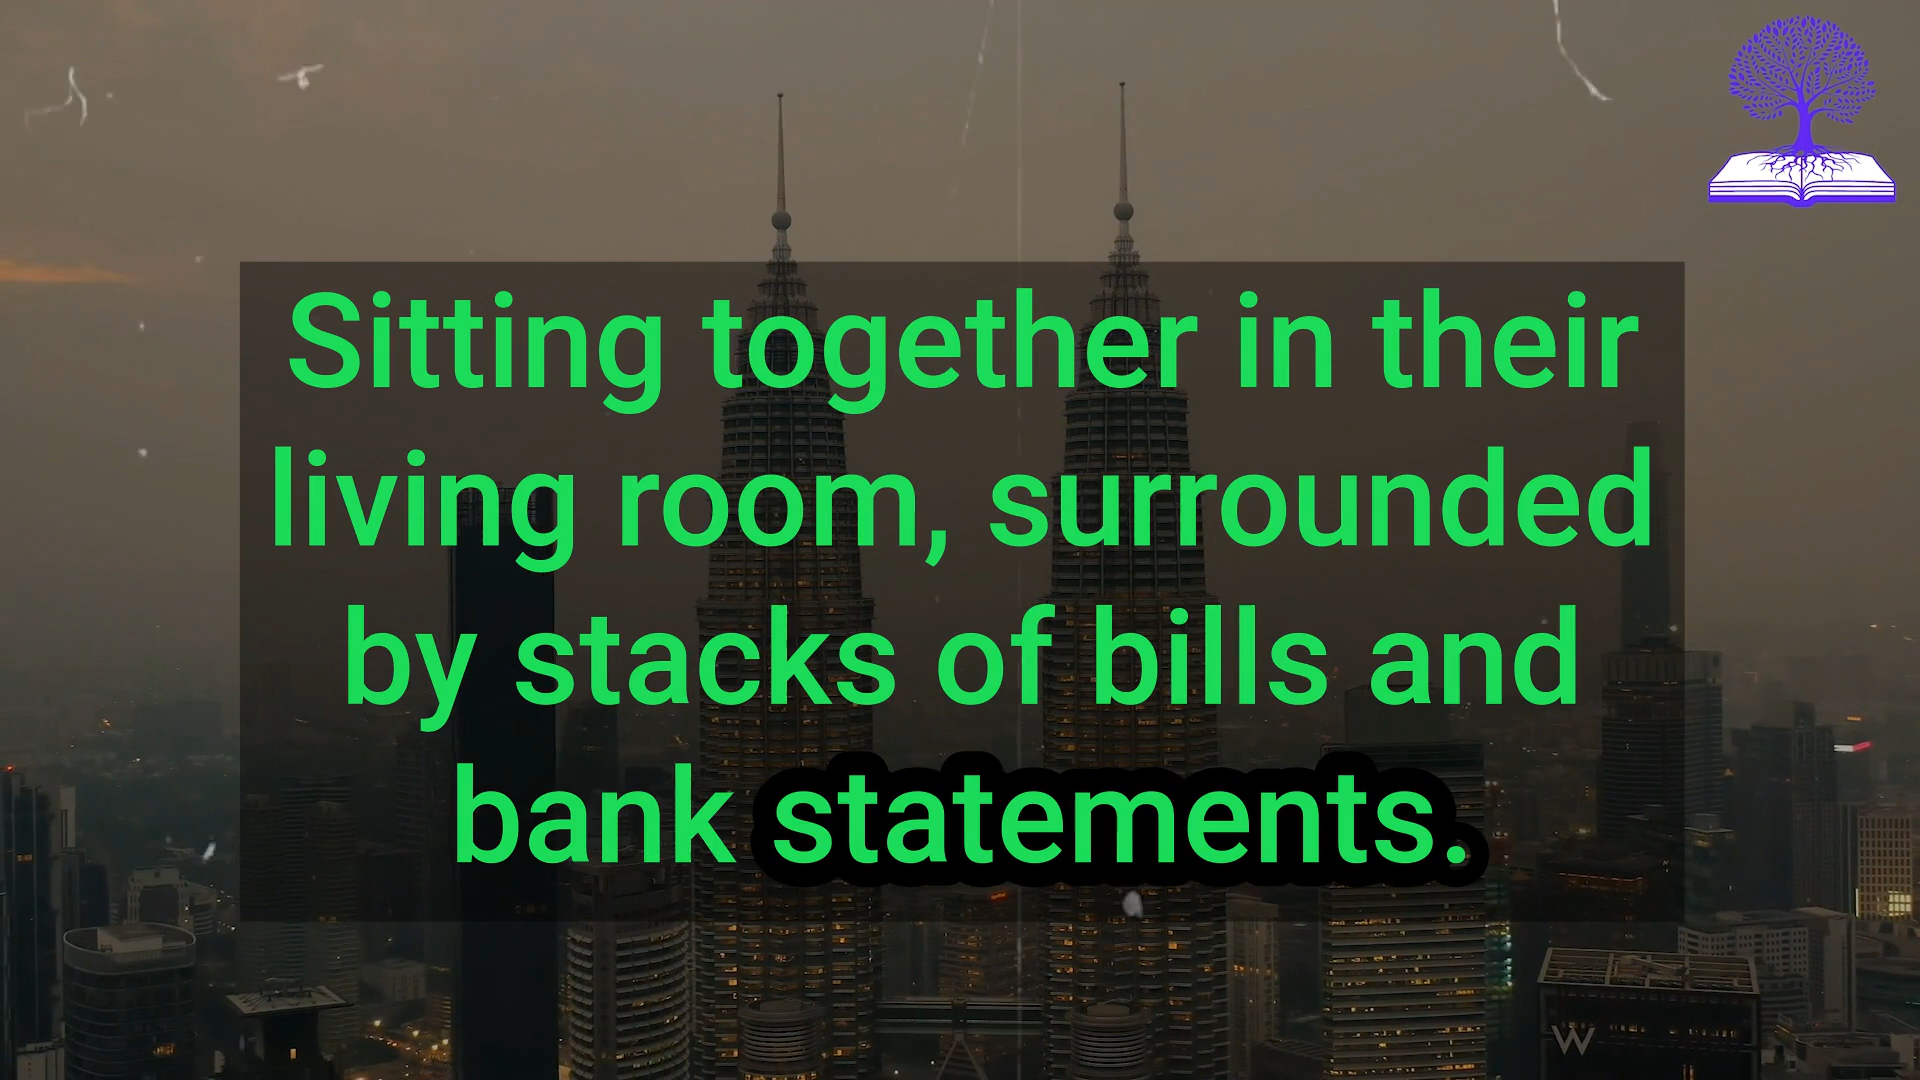 Sitting together in their
living room, surrounded
by stacks of bills and
bank statements.
W